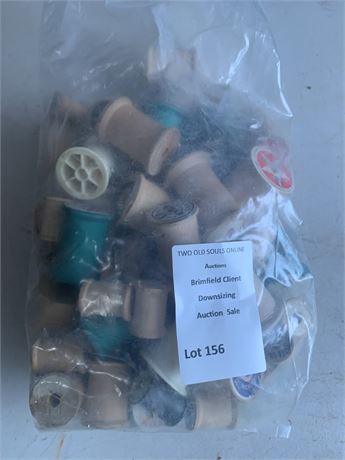 TWO OLD SOULS ONLINE
Auctions
Brimfield Client
Downsizing
Auction Sale
Lot 156